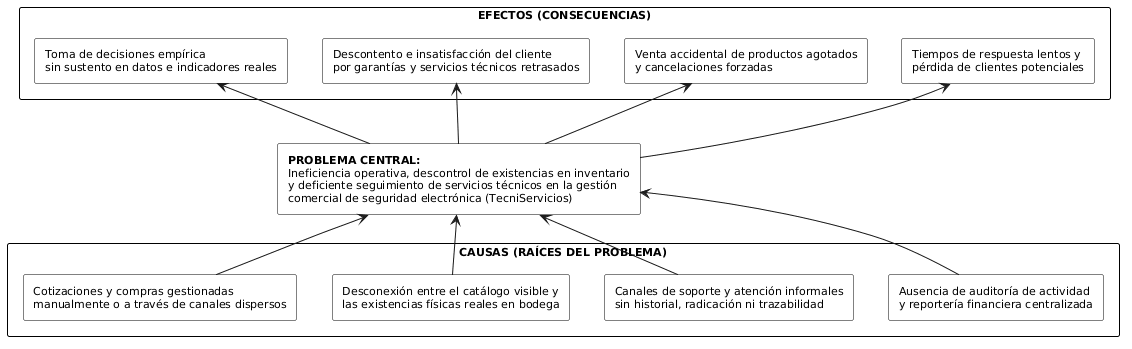 EFECTOS (CONSECUENCIAS)
Toma de decisiones empírica
sin sustento en datos e indicadores reales
Descontento e insatisfacción del cliente
por garantías y servicios técnicos retrasados
Venta accidental de productos agotados
y cancelaciones forzadas
Tiempos de respuesta lentos y
pérdida de clientes potenciales
PROBLEMA CENTRAL:
Ineficiencia operativa, descontrol de existencias en inventario
y deficiente seguimiento de servicios técnicos en la gestión
comercial de seguridad electrónica (TecniServicios)
CAUSAS (RAÍCES DEL PROBLEMA)
Cotizaciones y compras gestionadas
manualmente o a través de canales dispersos
Desconexión entre el catálogo visible y
las existencias físicas reales en bodega
Canales de soporte y atención informales
sin historial, radicación ni trazabilidad
Ausencia de auditoría de actividad
y reportería financiera centralizada